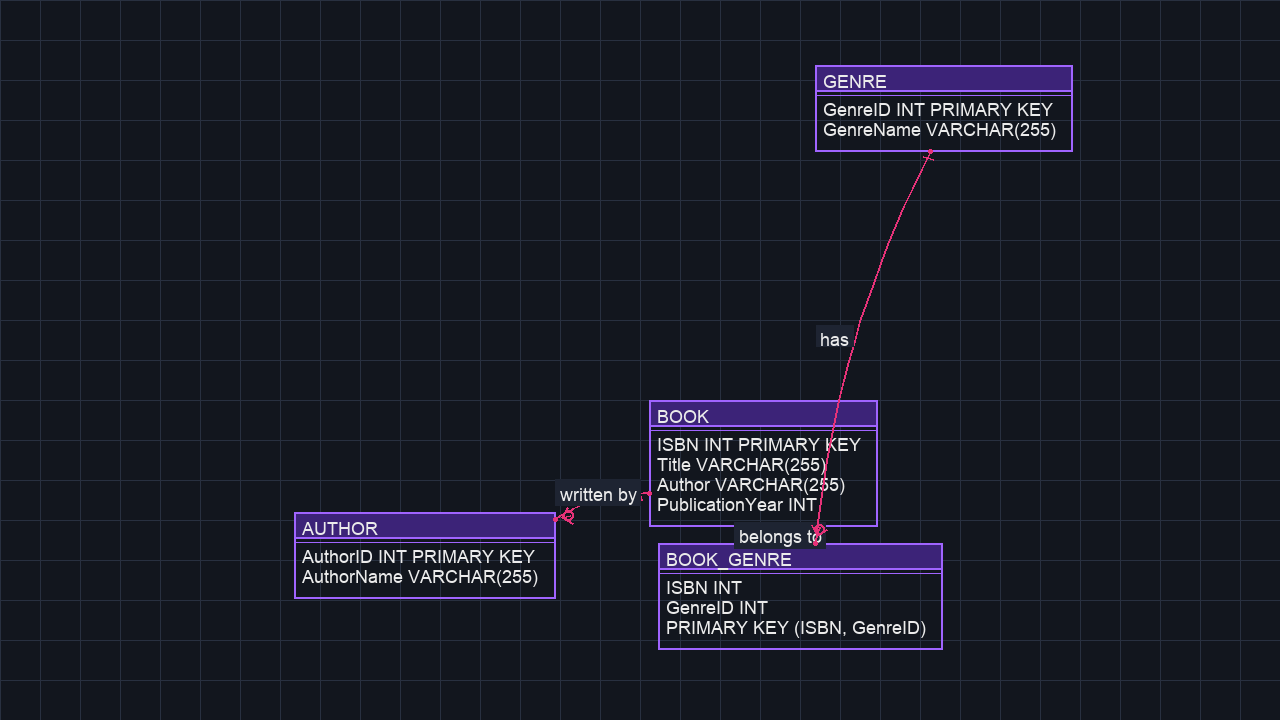 GENRE
GenreID INT PRIMARY KEY
GenreName VARCHAR(255)
has
BOOK
ISBN INT PRIMARY KEY
Title VARCHAR(255)
Author VARCHAR(255)
PublicationYear INT
written by
belongs to
AUTHOR
AuthorID INT PRIMARY KEY
AuthorName VARCHAR(255)
BOOK_GENRE
ISBN INT
GenreID INT
PRIMARY KEY (ISBN, GenreID)